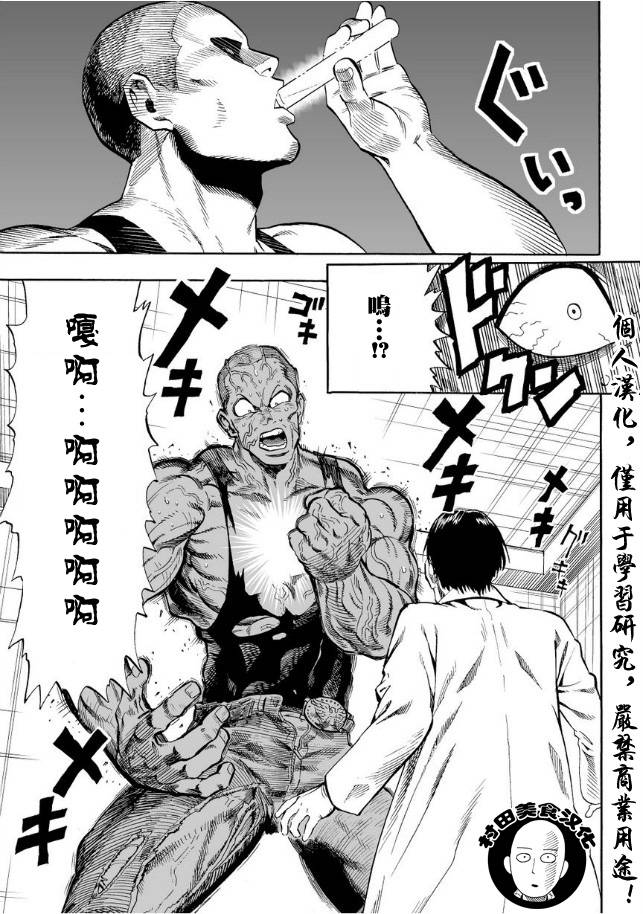 ぐいっ
ドクン
嗚…!?
ゴキ
メキ
嘎啊…啊啊啊啊啊
メキ
グキキ
メキ
個人漢化，僅用于學習研究，嚴禁商業用途！
村田美食汉化